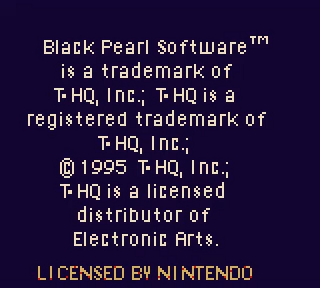 Black Pearl Software™
is a trademark of
T·HQ, Inc.; T·HQ is a
registered trademark of
T·HQ, Inc.;
© 1995 T·HQ, Inc.;
T·HQ is a licensed
distributor of
Electronic Arts.
LICENSED BY NINTENDO